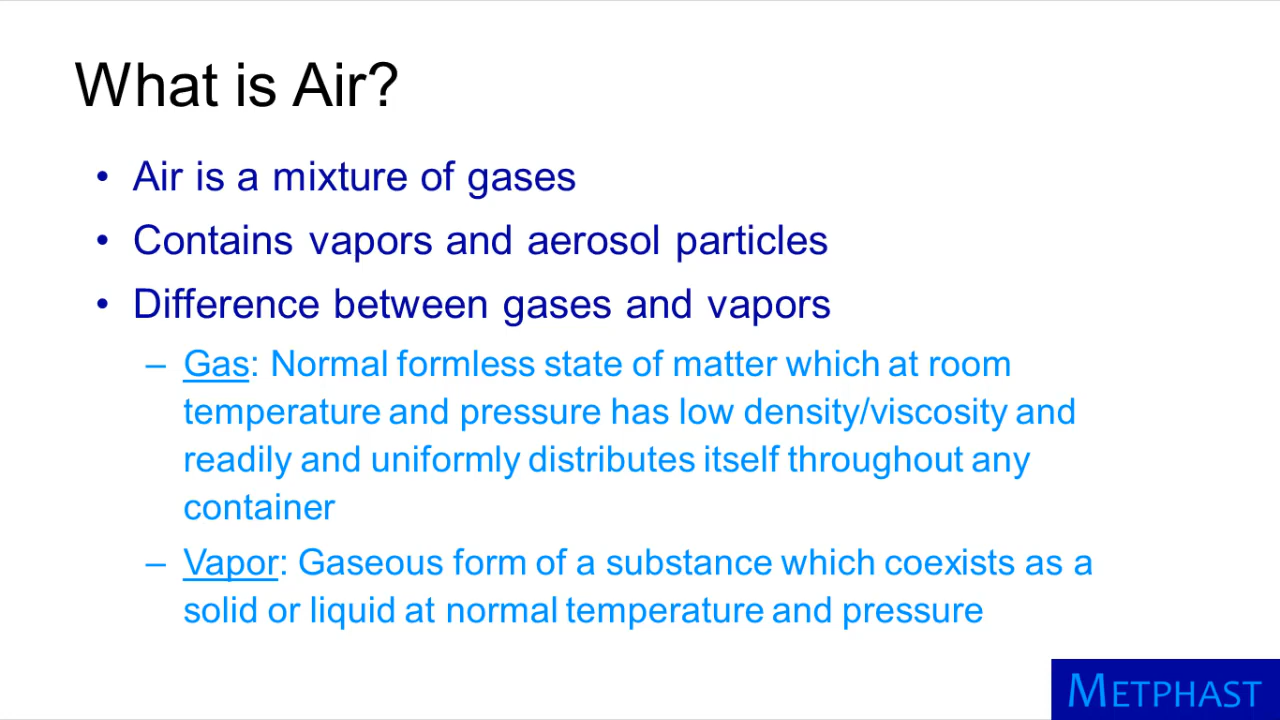 What is Air?
• Air is a mixture of gases
• Contains vapors and aerosol particles
• Difference between gases and vapors
– Gas: Normal formless state of matter which at room
temperature and pressure has low density/viscosity and
readily and uniformly distributes itself throughout any
container
– Vapor: Gaseous form of a substance which coexists as a
solid or liquid at normal temperature and pressure
METPHAST